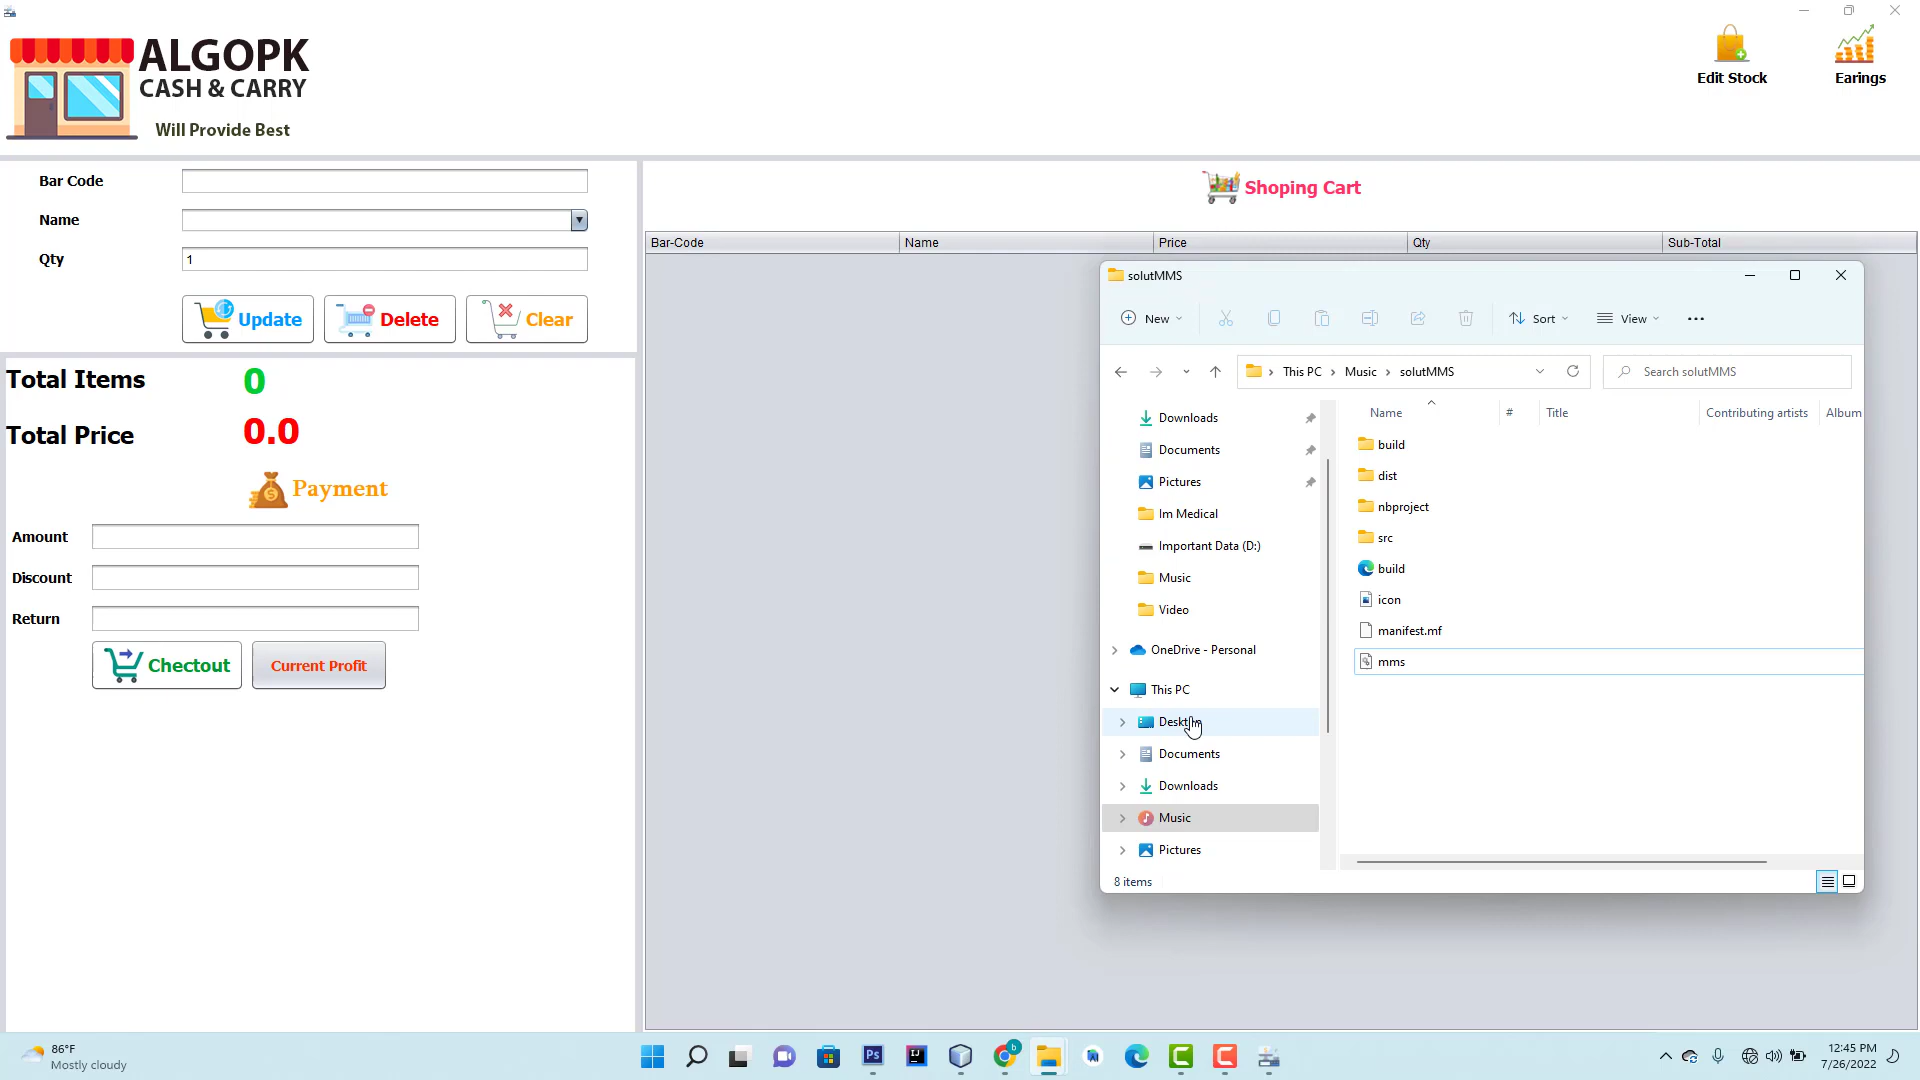 ALGOPK
CASH & CARRY
Will Provide Best
Edit Stock
Earings
Bar Code
Name
Qty
1
Update
Delete
Clear
Total Items
0
Total Price
0.0
Payment
Amount
Discount
Return
Chectout
Current Profit
Shoping Cart
Bar-Code
Name
Price
Qty
Sub-Total
solutMMS
New
Sort
View
This PC
Music
solutMMS
Search solutMMS
Downloads
Documents
Pictures
Im Medical
Important Data (D:)
Music
Video
OneDrive - Personal
This PC
Desktop
Documents
Downloads
Music
Pictures
Name
#
Title
Contributing artists
Album
build
dist
nbproject
src
build
icon
manifest.mf
mms
8 items
86°F
Mostly cloudy
Ps
IJ
b
12:45 PM
7/26/2022